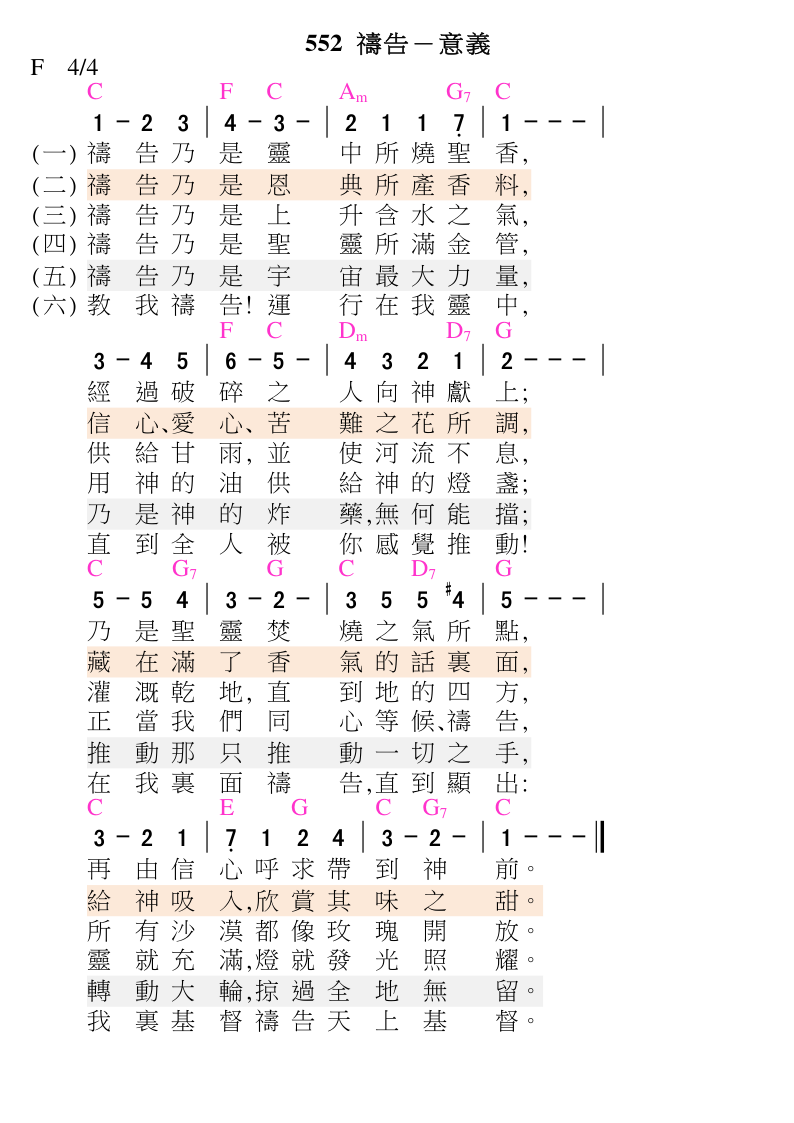 552 禱告－意義
F 4/4
C F C Am G7 C
1 - 2 3 | 4 - 3 - | 2 1 1 7̣ | 1 - - - |
(一) 禱告乃是靈中所燒聖香,
(二) 禱告乃是恩典所產香料,
(三) 禱告乃是上升含水之氣,
(四) 禱告乃是聖靈所滿金管,
(五) 禱告乃是宇宙最大力量,
(六) 教我禱告! 運行在我靈中,
F C Dm D7 G
3 - 4 5 | 6 - 5 - | 4 3 2 1 | 2 - - - |
經過破碎之人向神獻上;
信心、愛心、苦難之花所調,
供給甘雨, 並使河流不息,
用神的油供給神的燈盞;
乃是神的炸藥,無何能擋;
直到全人被你感覺推動!
C G7 G C D7 G
5 - 5 4 | 3 - 2 - | 3 5 5 #4 | 5 - - - |
乃是聖靈焚燒之氣所點,
藏在滿了香氣的話裏面,
灌溉乾地, 直到地的四方,
正當我們同心等候、禱告,
推動那只推動一切之手,
在我裏面禱告,直到顯出:
C E G C G7 C
3 - 2 1 | 7̣ 1 2 4 | 3 - 2 - | 1 - - - ||
再由信心呼求帶到神前。
給神吸入,欣賞其味之甜。
所有沙漠都像玫瑰開放。
靈就充滿,燈就發光照耀。
轉動大輪,掠過全地無留。
我裏基督禱告天上基督。